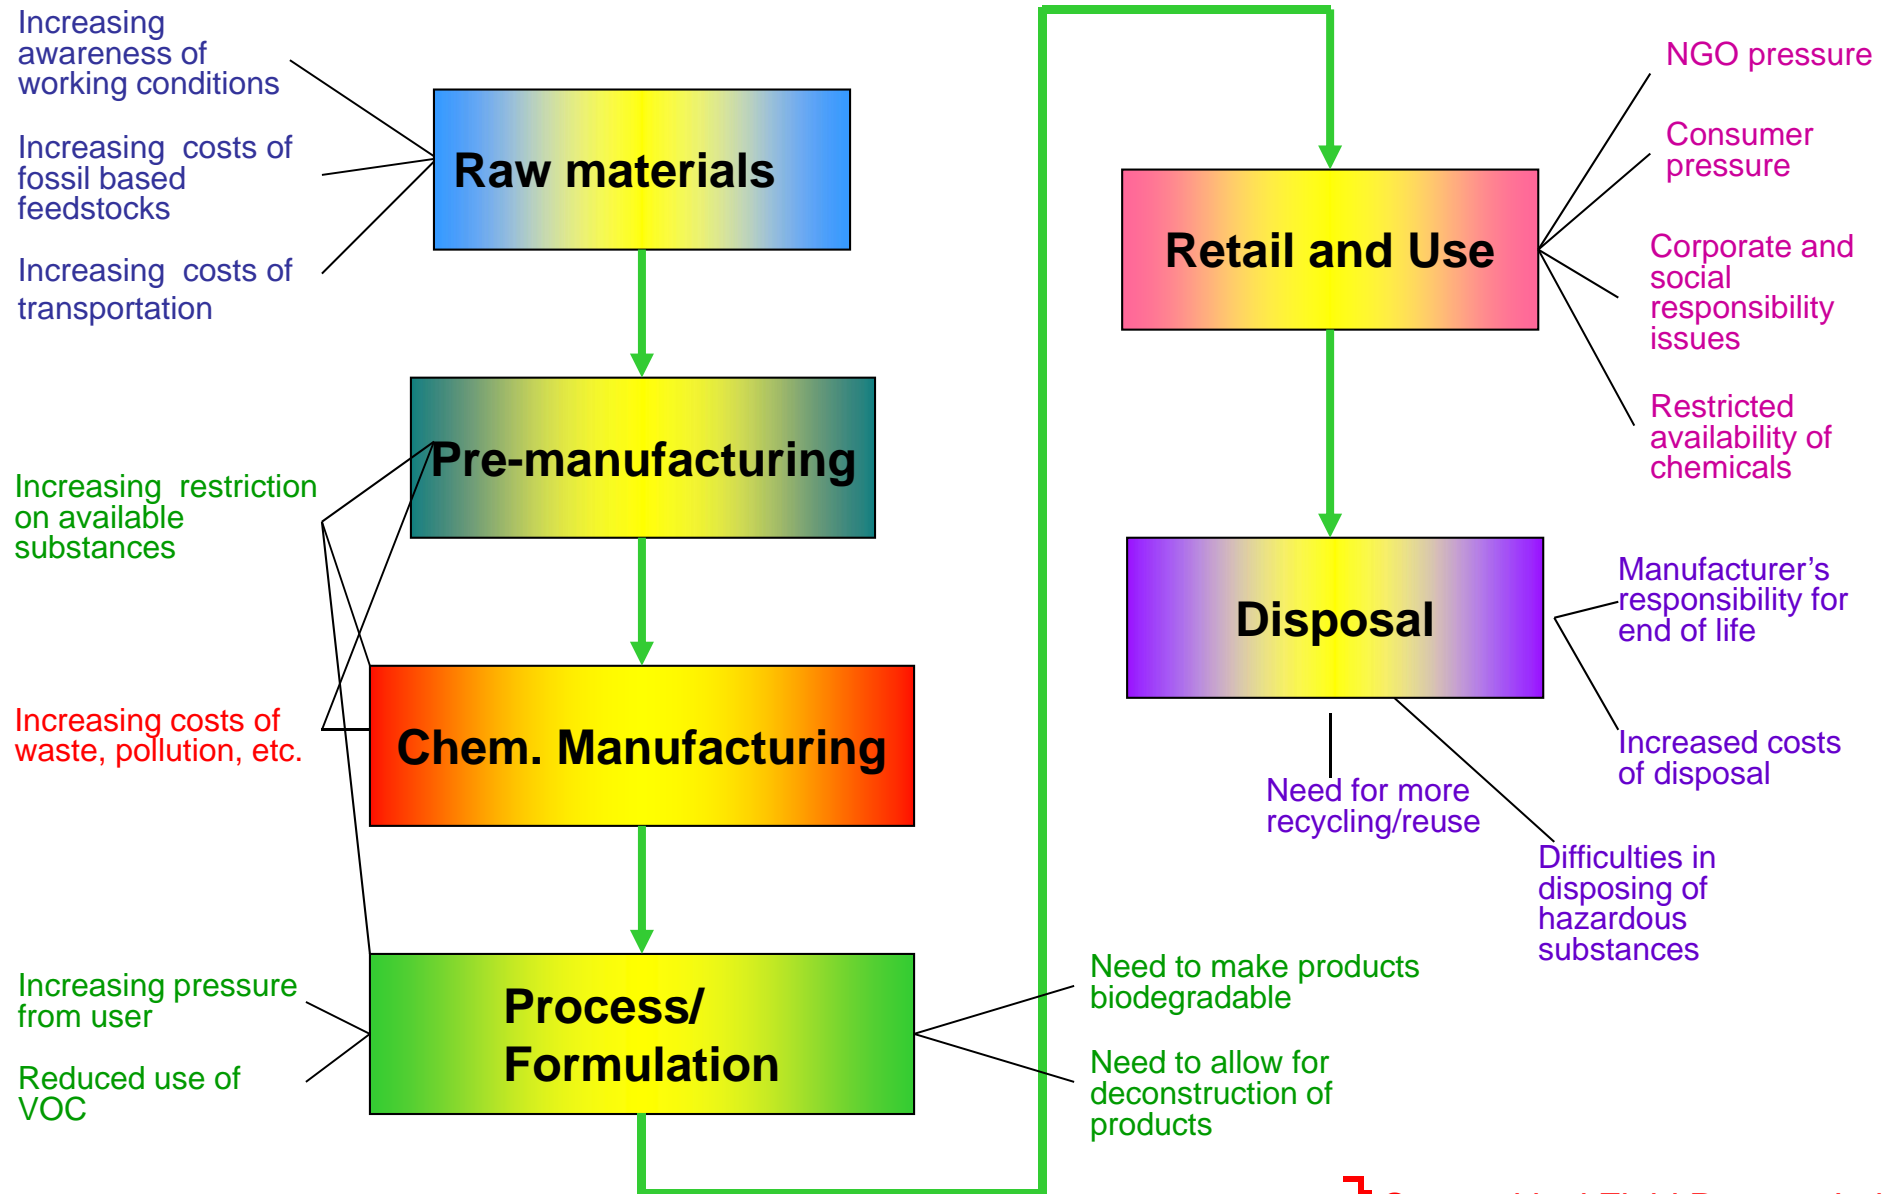 Increasing
awareness of
working conditions
Increasing costs of
fossil based
feedstocks
Increasing costs of
transportation
Raw materials
Pre-manufacturing
Increasing restriction
on available
substances
Increasing costs of
waste, pollution, etc.
Chem. Manufacturing
Increasing pressure
from user
Reduced use of
VOC
Process/
Formulation
Need to make products
biodegradable
Need to allow for
deconstruction of
products
NGO pressure
Consumer
pressure
Corporate and
social
responsibility
issues
Restricted
availability of
chemicals
Retail and Use
Disposal
Manufacturer’s
responsibility for
end of life
Increased costs
of disposal
Need for more
recycling/reuse
Difficulties in
disposing of
hazardous
substances